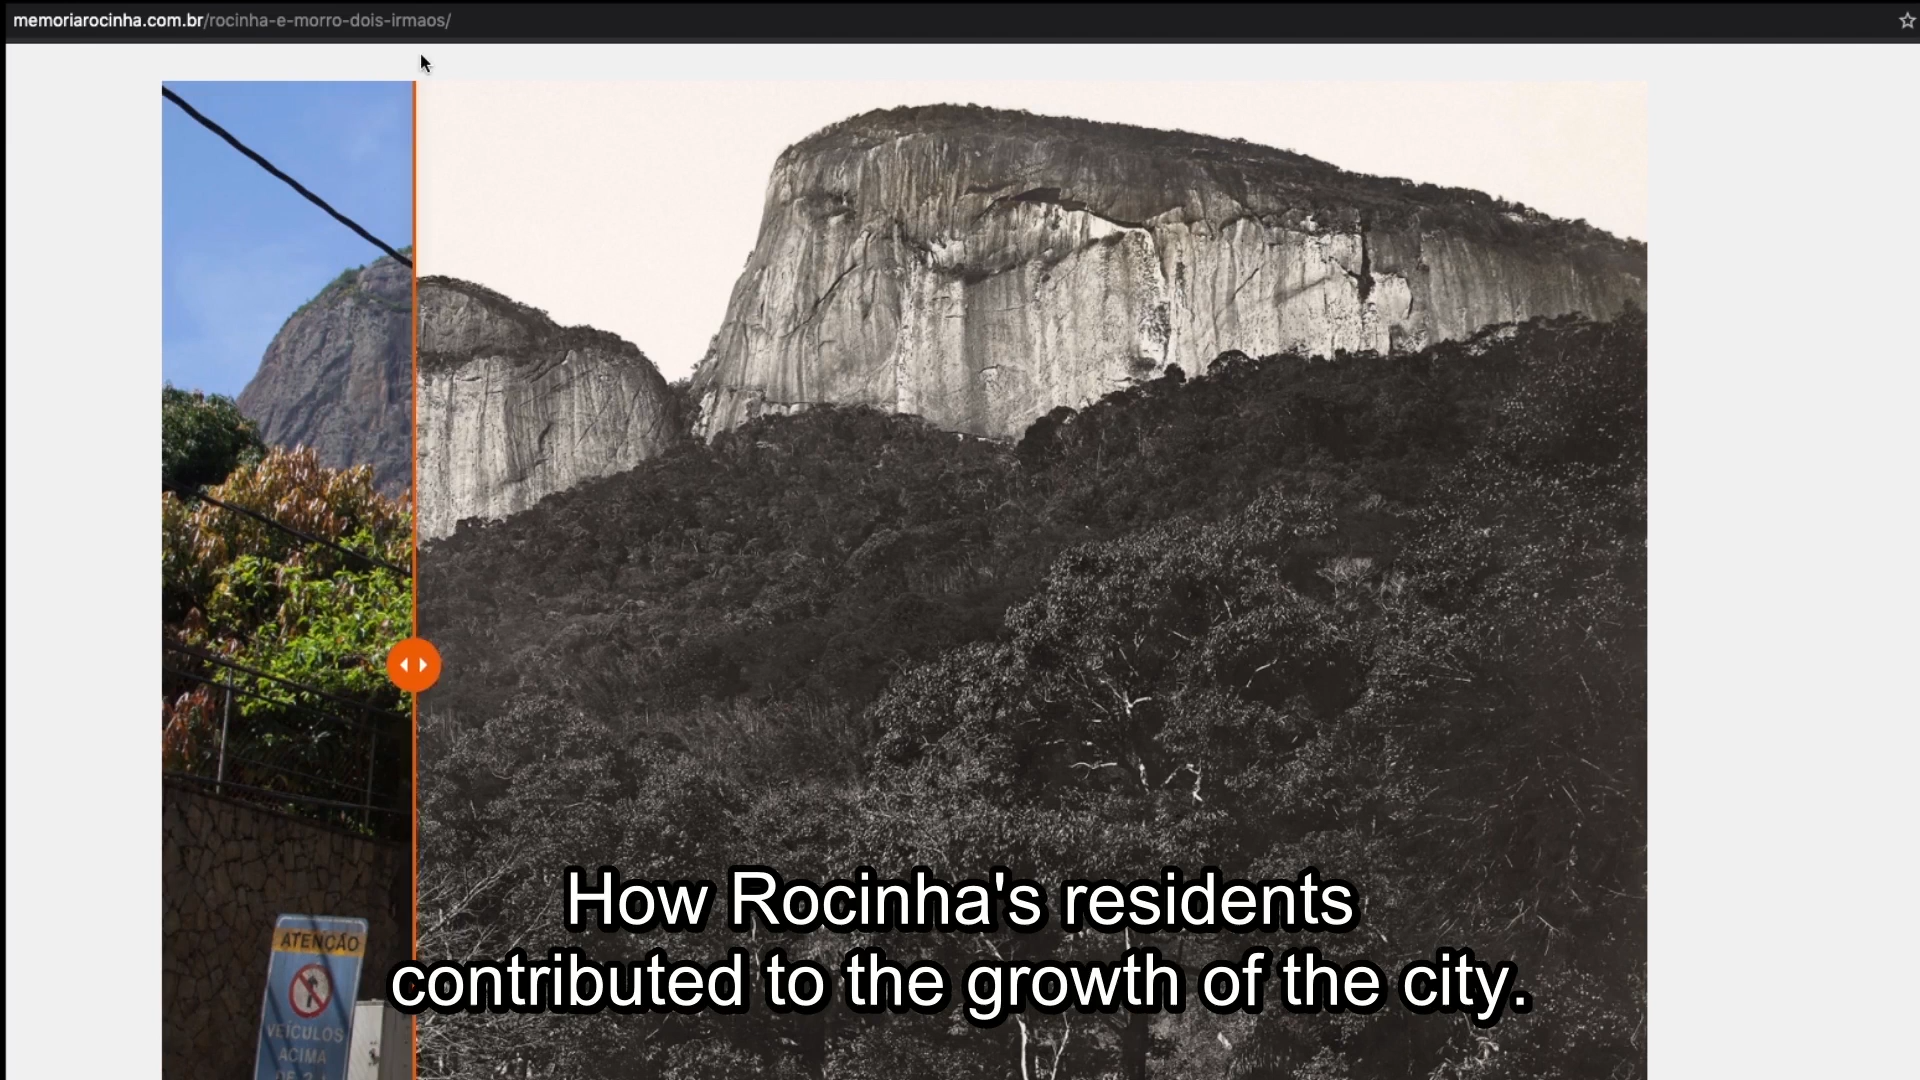 memoriarocinha.com.br/rocinha-e-morro-dois-irmaos/
ATENÇÃO
VEÍCULOS
ACIMA
How Rocinha's residents
contributed to the growth of the city.